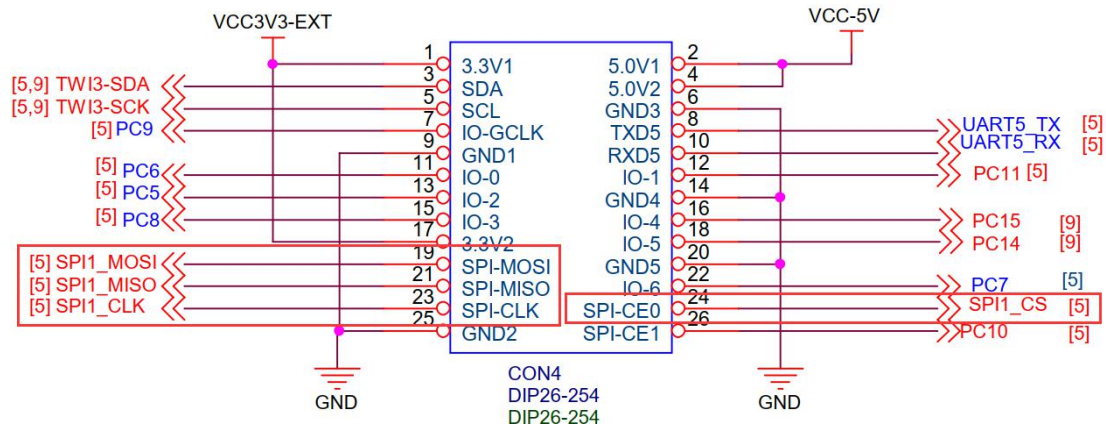 VCC3V3-EXT VCC-5V
1 3.3V1 5.0V1 2
[5,9] TWI3-SDA 3 SDA 5.0V2 4
[5,9] TWI3-SCK 5 SCL GND3 6
[5] PC9 7 IO-GCLK TXD5 8 UART5_TX [5]
9 GND1 RXD5 10 UART5_RX [5]
[5] PC6 11 IO-0 IO-1 12 PC11 [5]
[5] PC5 13 IO-2 GND4 14
[5] PC8 15 IO-3 IO-4 16 PC15 [9]
17 3.3V2 IO-5 18 PC14 [9]
[5] SPI1_MOSI 19 SPI-MOSI GND5 20
[5] SPI1_MISO 21 SPI-MISO IO-6 22 PC7 [5]
[5] SPI1_CLK 23 SPI-CLK SPI-CE0 24 SPI1_CS [5]
25 GND2 SPI-CE1 26 PC10 [5]
GND CON4 GND
DIP26-254
DIP26-254